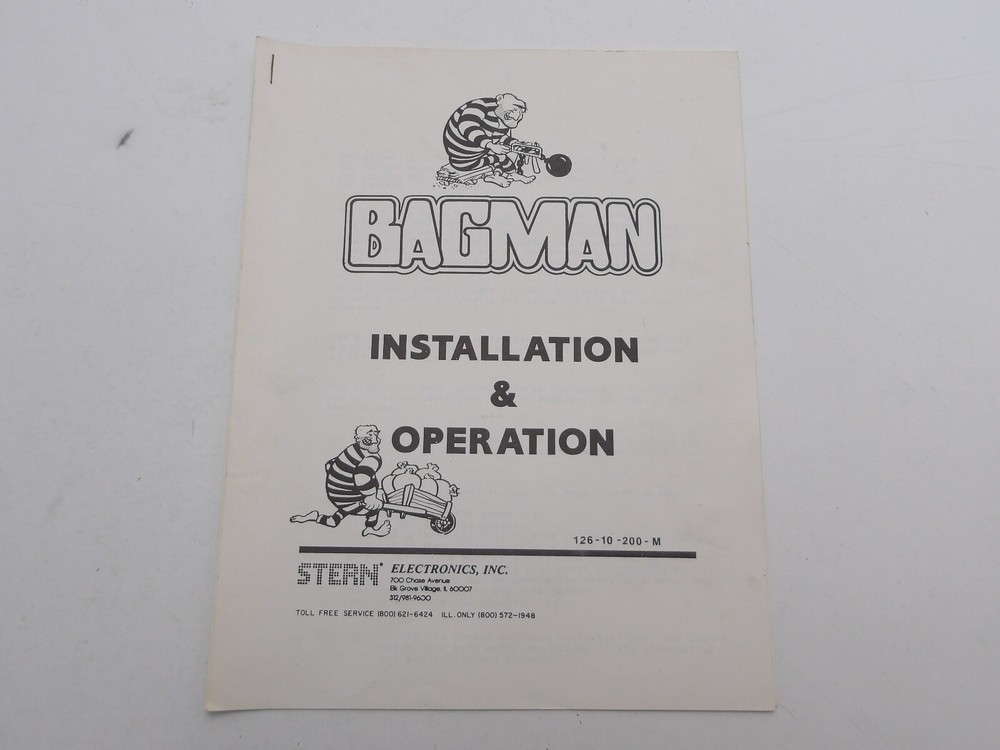 BAGMAN
INSTALLATION
&
OPERATION
126-10-200-M
STERN® ELECTRONICS, INC.
700 Chase Avenue
Elk Grove Village, IL 60007
312/981-9600
TOLL FREE SERVICE (800) 621-6424 ILL. ONLY (800) 572-1948